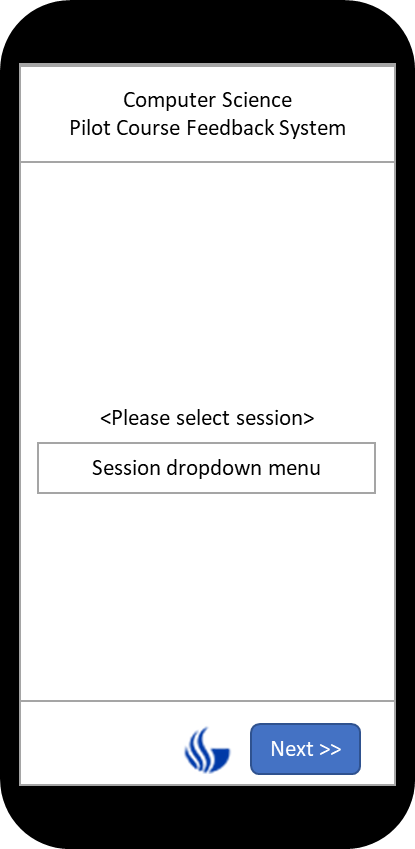 Computer Science
Pilot Course Feedback System
<Please select session>
Session dropdown menu
Next >>